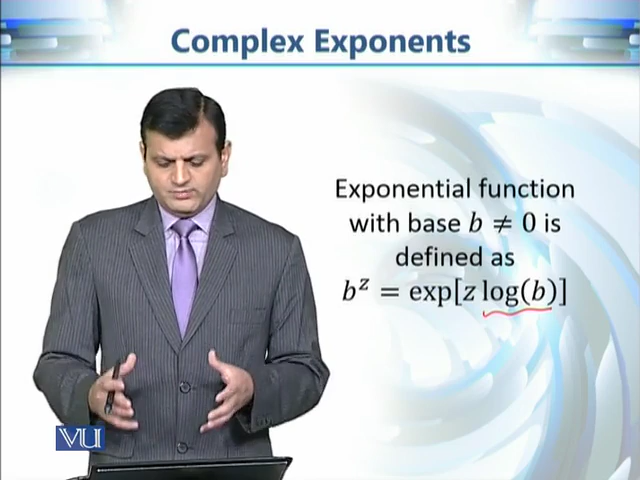 Complex Exponents
Exponential function
with base b ≠ 0 is
defined as
b^z = exp[z log(b)]
VU